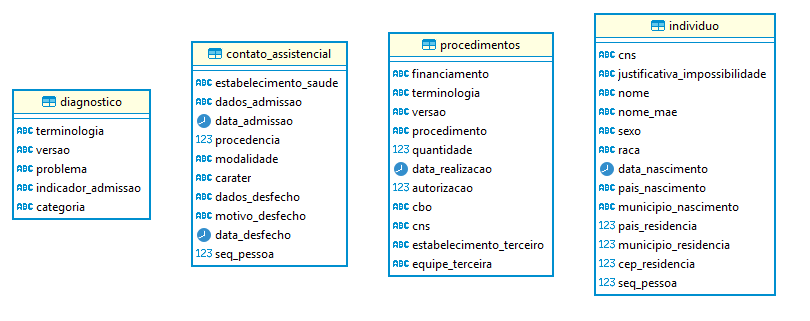 diagnostico
ABC terminologia
ABC versao
ABC problema
ABC indicador_admissao
ABC categoria
contato_assistencial
ABC estabelecimento_saude
ABC dados_admissao
data_admissao
123 procedencia
ABC modalidade
ABC carater
ABC dados_desfecho
ABC motivo_desfecho
data_desfecho
123 seq_pessoa
procedimentos
ABC financiamento
ABC terminologia
ABC versao
ABC procedimento
123 quantidade
data_realizacao
123 autorizacao
ABC cbo
ABC cns
ABC estabelecimento_terceiro
ABC equipe_terceira
individuo
ABC cns
ABC justificativa_impossibilidade
ABC nome
ABC nome_mae
ABC sexo
ABC raca
data_nascimento
ABC pais_nascimento
ABC municipio_nascimento
123 pais_residencia
123 municipio_residencia
123 cep_residencia
123 seq_pessoa